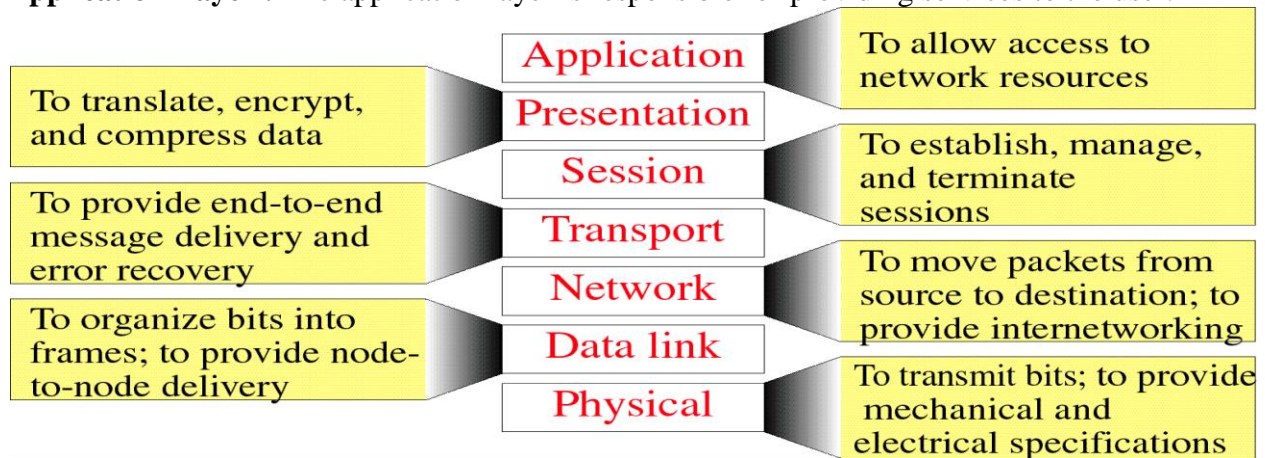 Application
To allow access to
network resources
To translate, encrypt,
and compress data
Presentation
Session
To establish, manage,
and terminate
sessions
To provide end-to-end
message delivery and
error recovery
Transport
Network
To move packets from
source to destination; to
provide internetworking
To organize bits into
frames; to provide node-
to-node delivery
Data link
Physical
To transmit bits; to provide
mechanical and
electrical specifications